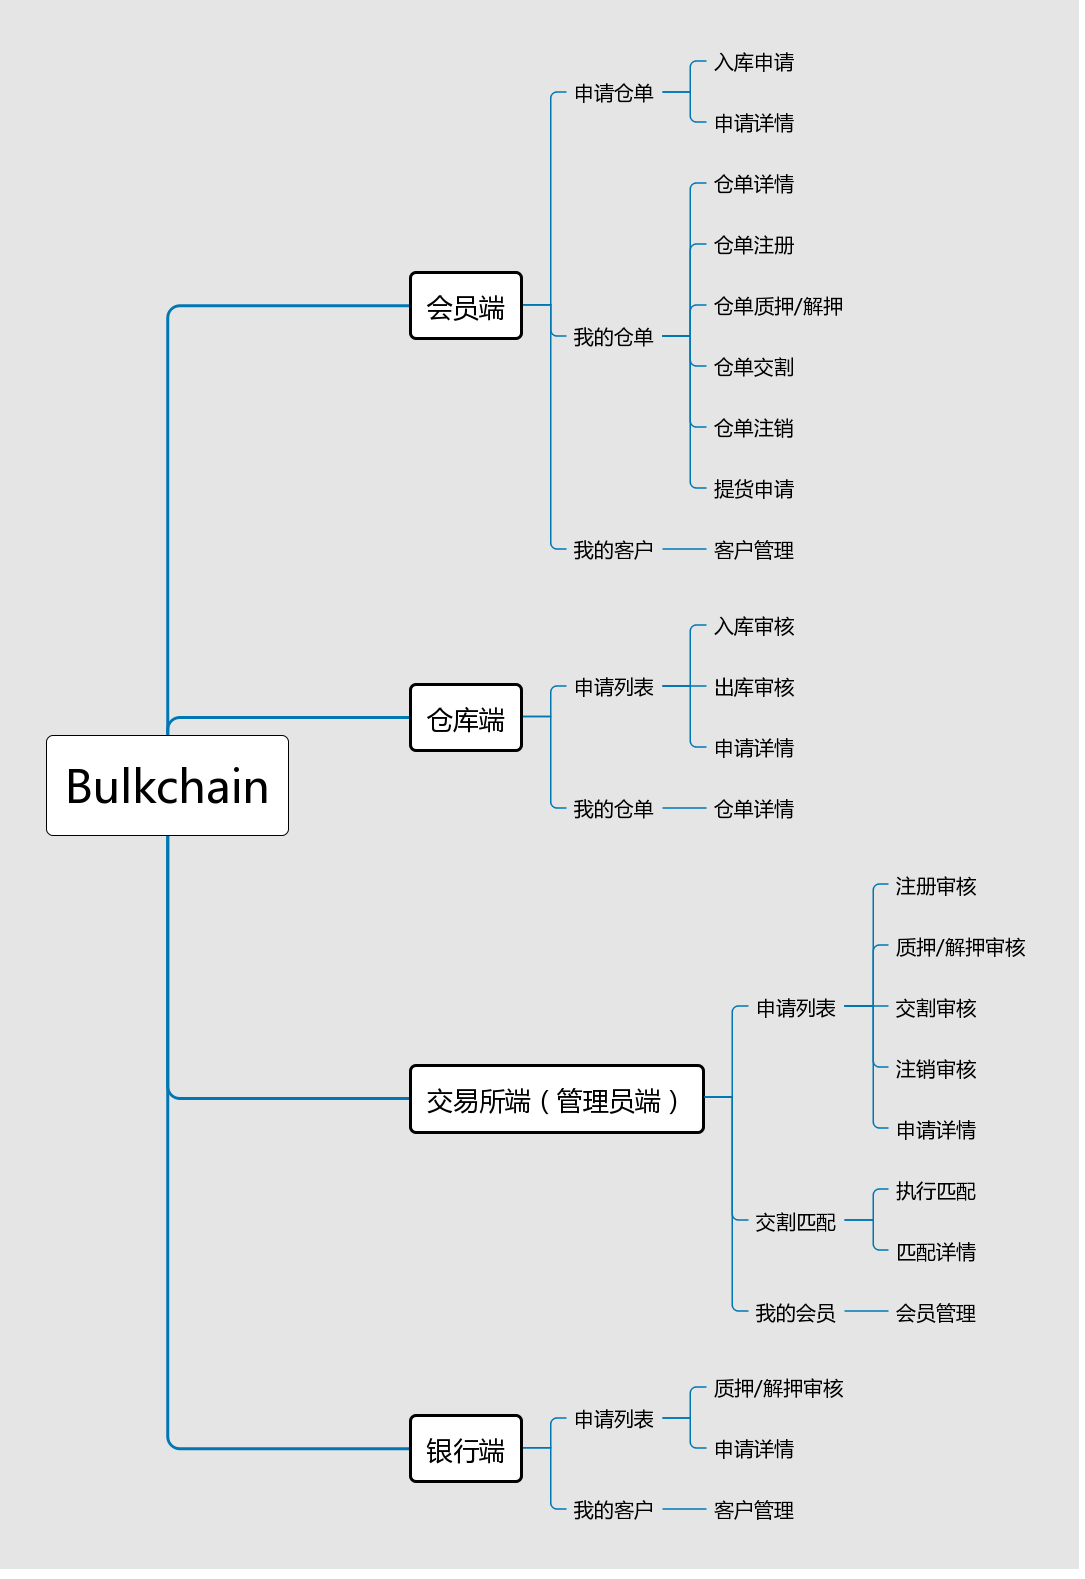 Bulkchain
会员端
申请仓单
入库申请
申请详情
我的仓单
仓单详情
仓单注册
仓单质押/解押
仓单交割
仓单注销
提货申请
我的客户
客户管理
仓库端
申请列表
入库审核
出库审核
申请详情
我的仓单
仓单详情
交易所端（管理员端）
申请列表
注册审核
质押/解押审核
交割审核
注销审核
申请详情
交割匹配
执行匹配
匹配详情
我的会员
会员管理
银行端
申请列表
质押/解押审核
申请详情
我的客户
客户管理